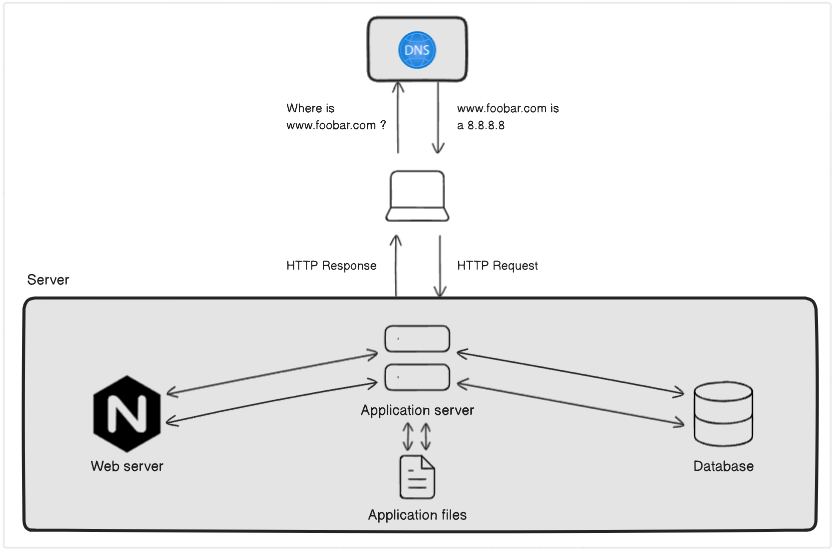 DNS
Where is
www.foobar.com ?
www.foobar.com is
a 8.8.8.8
HTTP Response
HTTP Request
Server
N
Application server
Web server
Database
Application files